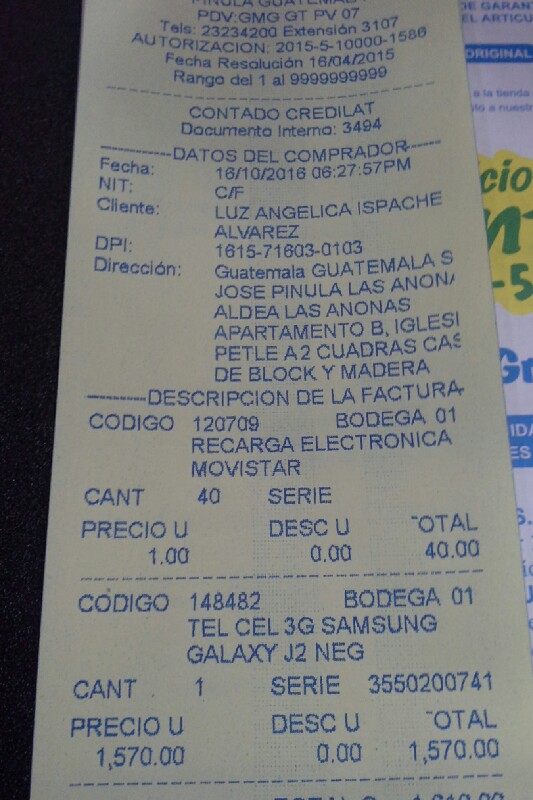 PINULA GUATEMALA
PDV:GMG GT PV 07
Tels: 23234200 Extensión 3107
AUTORIZACION: 2015-5-10000-1586
Fecha Resolución 16/04/2015
Rango del 1 al 9999999999
CONTADO CREDILAT
Documento Interno: 3494
DATOS DEL COMPRADOR
Fecha: 16/10/2016 06:27:57PM
NIT: C/F
Cliente: LUZ ANGELICA ISPACHE
ALVAREZ
DPI: 1615-71603-0103
Dirección: Guatemala GUATEMALA S
JOSE PINULA LAS ANONA
ALDEA LAS ANONAS
APARTAMENTO B, IGLESI
PETLE A 2 CUADRAS CAS
DE BLOCK Y MADERA
DESCRIPCION DE LA FACTURA
CODIGO 120709 BODEGA 01
RECARGA ELECTRONICA
MOVISTAR
CANT 40 SERIE
PRECIO U DESC U OTAL
1.00 0.00 40.00
CODIGO 148482 BODEGA 01
TEL CEL 3G SAMSUNG
GALAXY J2 NEG
CANT 1 SERIE 3550200741
PRECIO U DESC U OTAL
1,570.00 0.00 1,570.00
DE GARANT
EL ARTICU
ORIGINAL
a la tienda
to a nuestr
cio
-5
Gr
IDA
ES